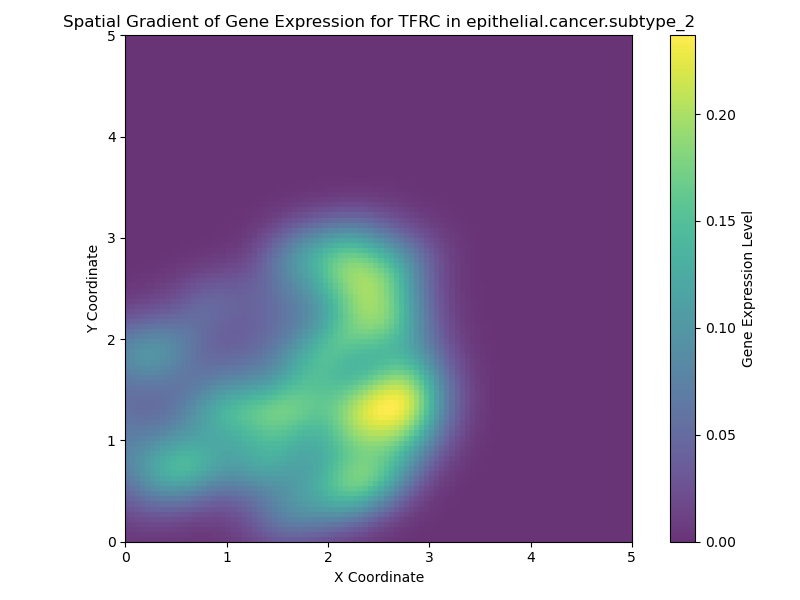 Spatial Gradient of Gene Expression for TFRC in epithelial.cancer.subtype_2
5
4
3
2
1
0
Y Coordinate
0 1 2 3 4 5
X Coordinate
0.20
0.15
0.10
0.05
0.00
Gene Expression Level